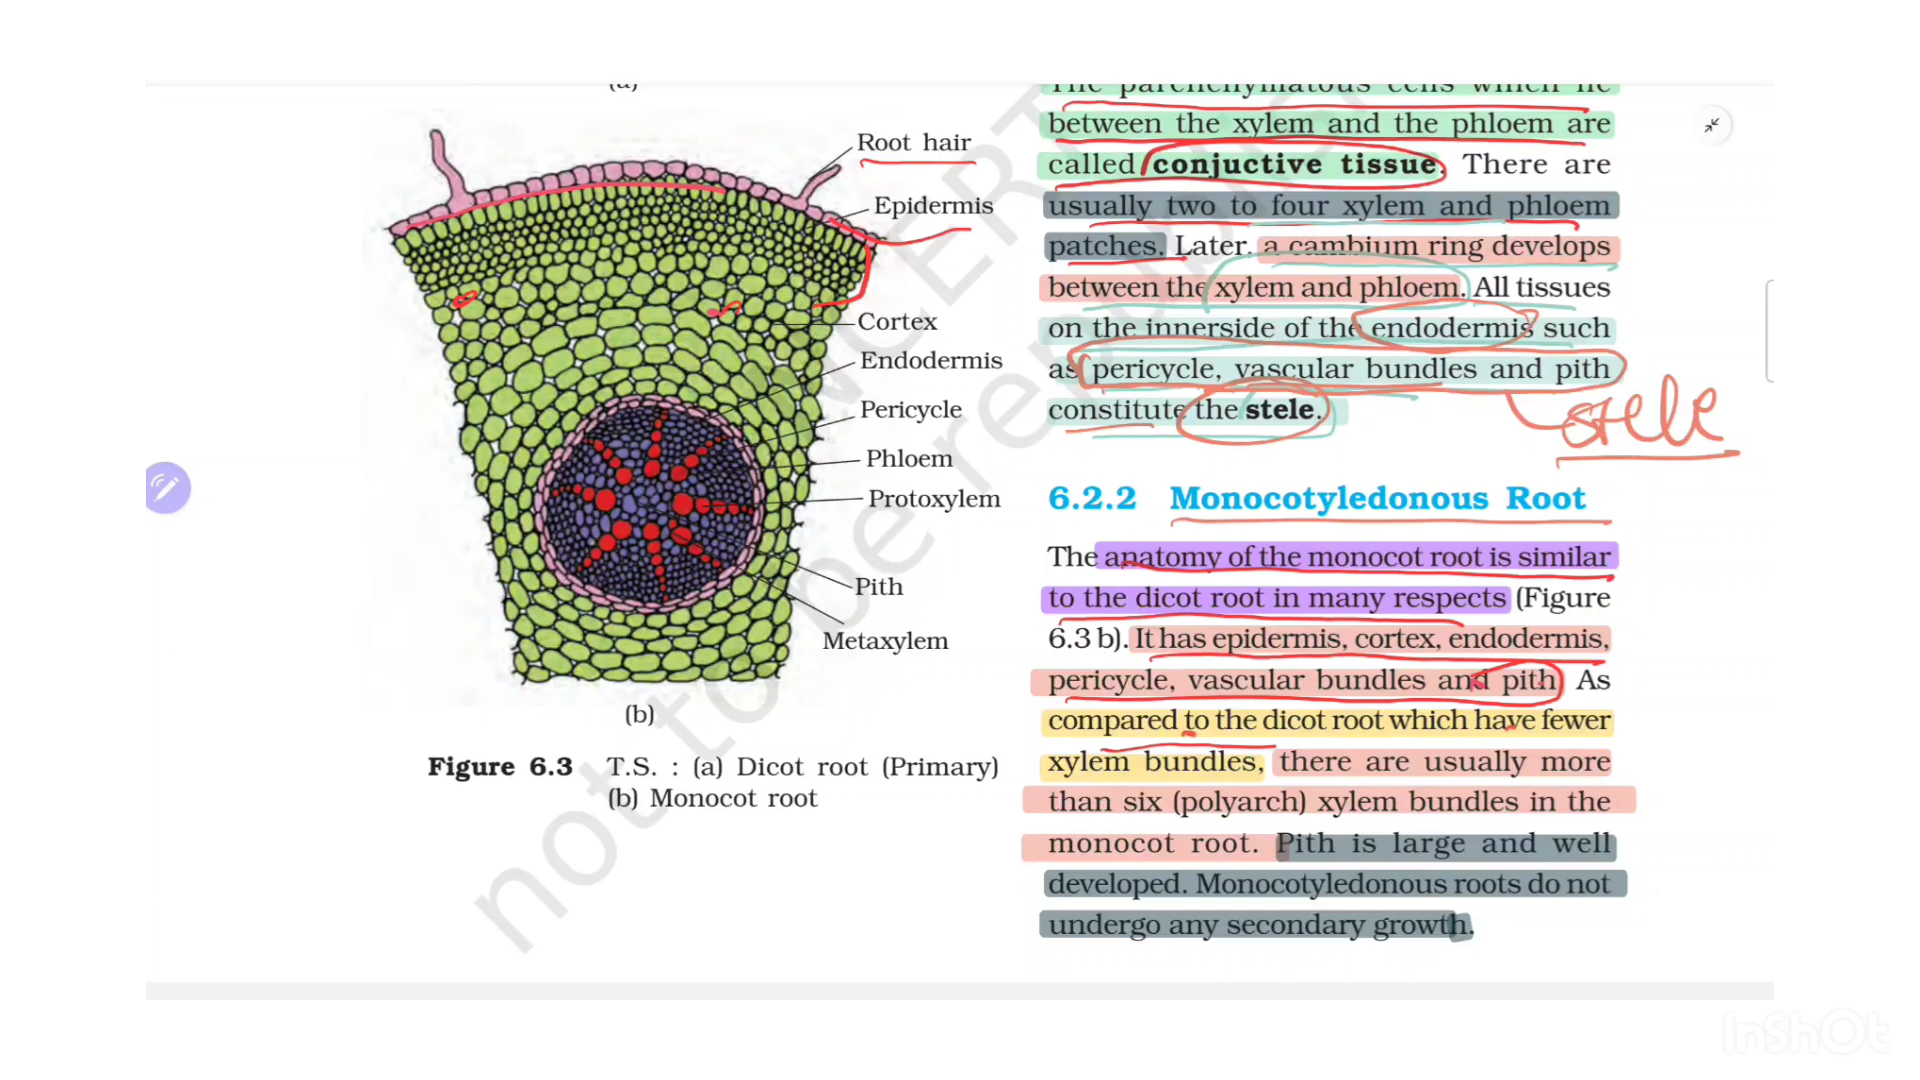 (a)
Root hair
Epidermis
Cortex
Endodermis
Pericycle
Phloem
Protoxylem
Pith
Metaxylem
(b)
Figure 6.3 T.S. : (a) Dicot root (Primary)
(b) Monocot root
The parenchymatous cells which lie
between the xylem and the phloem are
called conjuctive tissue. There are
usually two to four xylem and phloem
patches. Later, a cambium ring develops
between the xylem and phloem. All tissues
on the innerside of the endodermis such
as pericycle, vascular bundles and pith
constitute the stele.
stele
6.2.2 Monocotyledonous Root
The anatomy of the monocot root is similar
to the dicot root in many respects (Figure
6.3 b). It has epidermis, cortex, endodermis,
pericycle, vascular bundles and pith. As
compared to the dicot root which have fewer
xylem bundles, there are usually more
than six (polyarch) xylem bundles in the
monocot root. Pith is large and well
developed. Monocotyledonous roots do not
undergo any secondary growth.
InShOt